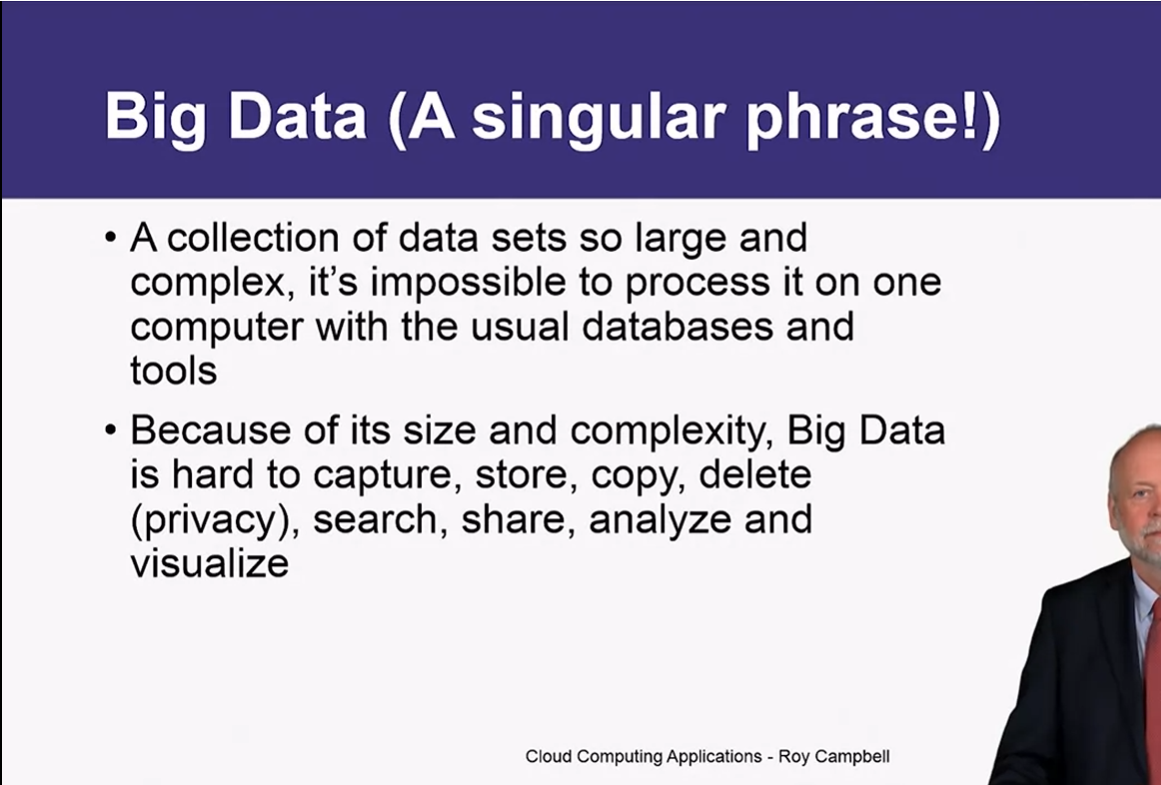 Big Data (A singular phrase!)
• A collection of data sets so large and
complex, it’s impossible to process it on one
computer with the usual databases and
tools
• Because of its size and complexity, Big Data
is hard to capture, store, copy, delete
(privacy), search, share, analyze and
visualize
Cloud Computing Applications - Roy Campbell